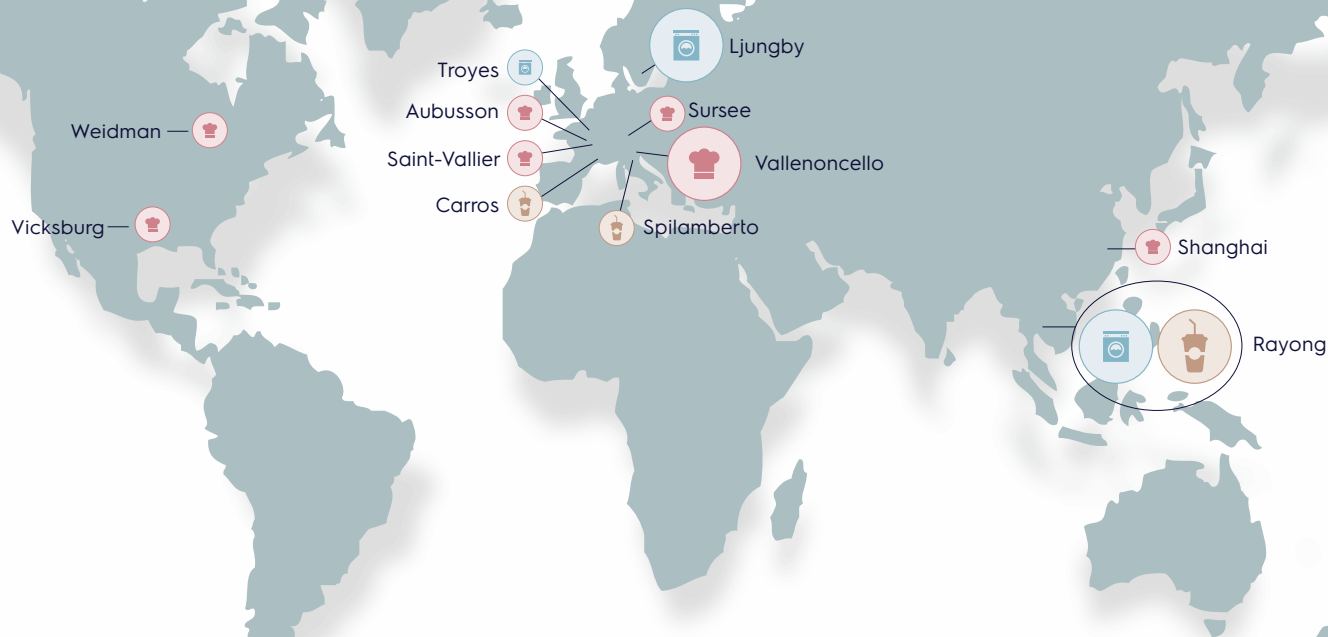 Ljungby
Troyes
Aubusson
Sursee
Weidman
Saint-Vallier
Vallenoncello
Carros
Vicksburg
Spilamberto
Shanghai
Rayong